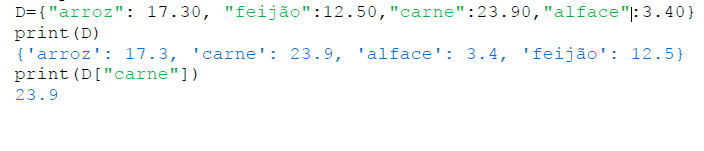 D={"arroz": 17.30, "feijão":12.50,"carne":23.90,"alface":3.40}
print(D)
{'arroz': 17.3, 'carne': 23.9, 'alface': 3.4, 'feijão': 12.5}
print(D["carne"])
23.9